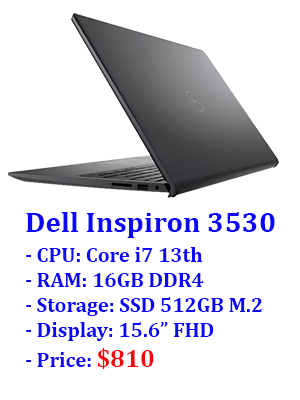 Dell Inspiron 3530
- CPU: Core i7 13th
- RAM: 16GB DDR4
- Storage: SSD 512GB M.2
- Display: 15.6” FHD
- Price: $810